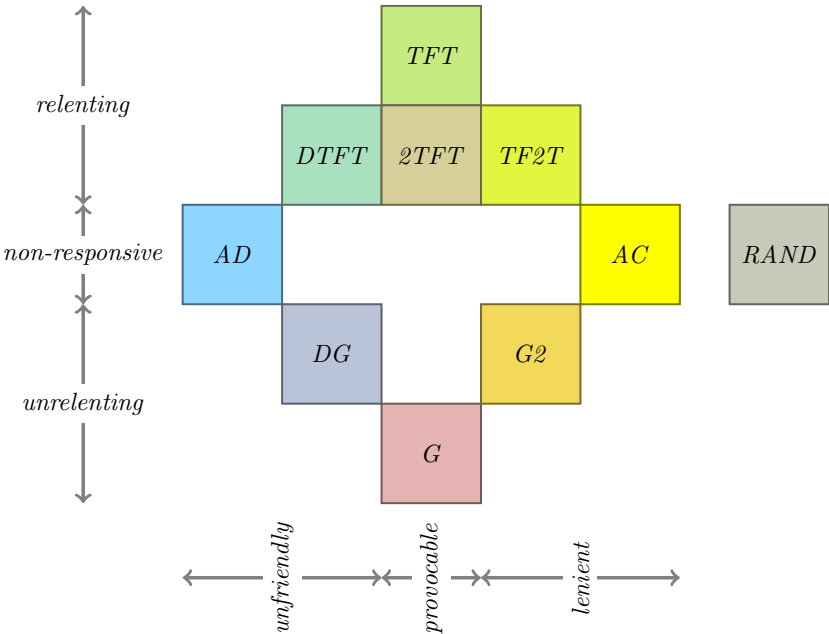 TFT
relenting
DTFT 2TFT TF2T
non-responsive AD AC RAND
DG G2
unrelenting
G
unfriendly
provocable
lenient